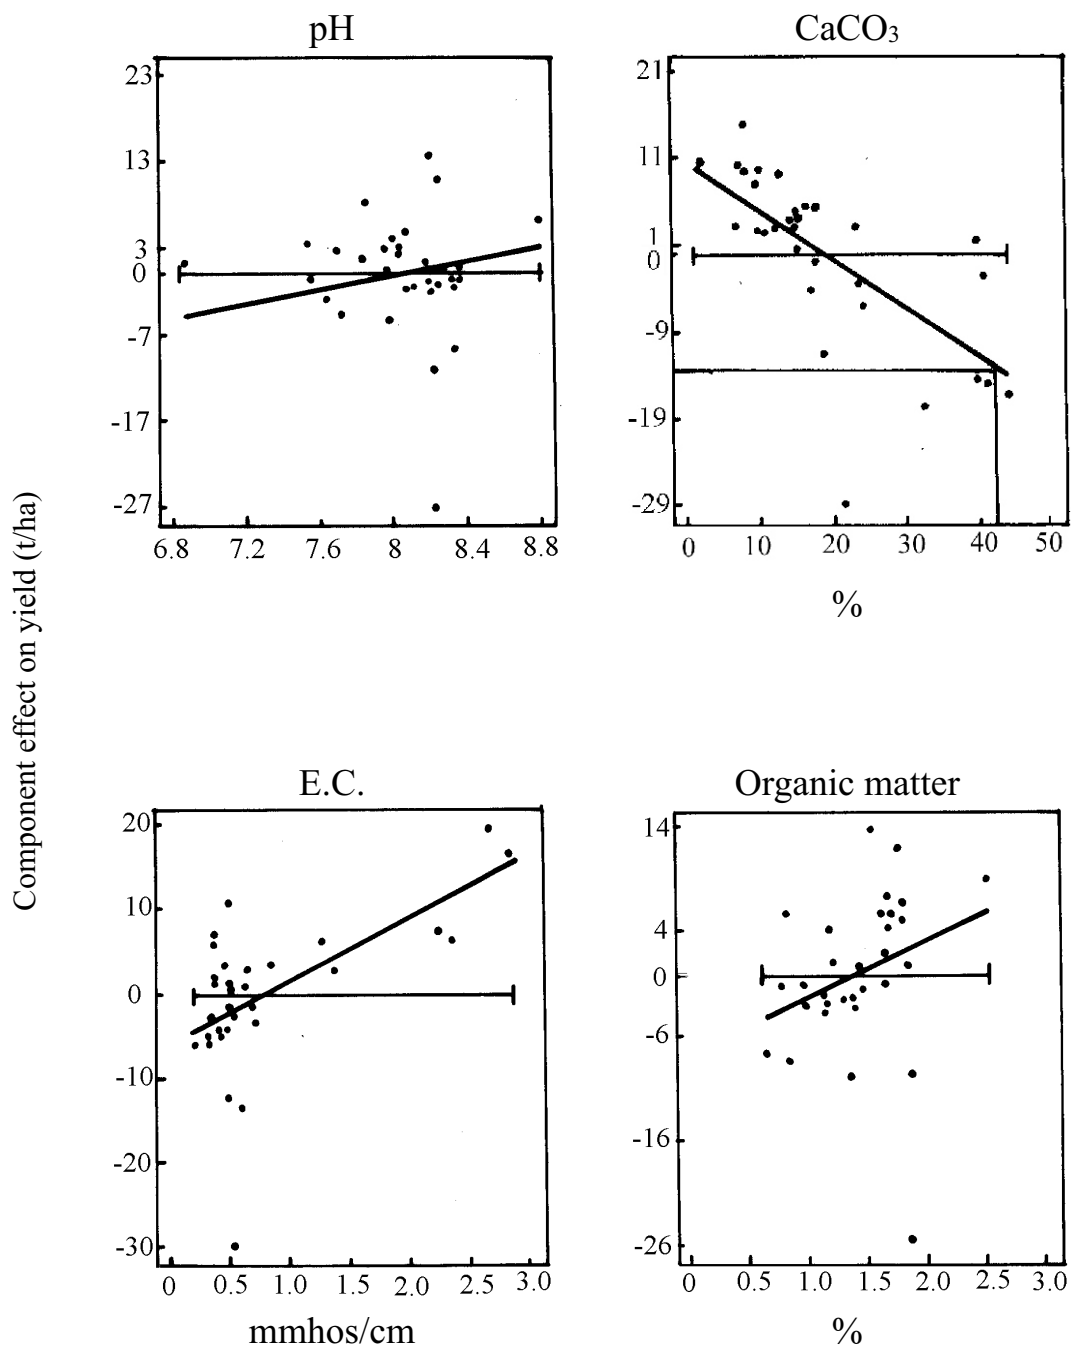 pH
23
13
3
0
-7
-17
-27
6.8 7.2 7.6 8 8.4 8.8
CaCO₃
21
11
1
0
-9
-19
-29
0 10 20 30 40 50
%
Component effect on yield (t/ha)
E.C.
20
10
0
-10
-20
-30
0 0.5 1.0 1.5 2.0 2.5 3.0
mmhos/cm
Organic matter
14
4
0
-6
-16
-26
0 0.5 1.0 1.5 2.0 2.5 3.0
%